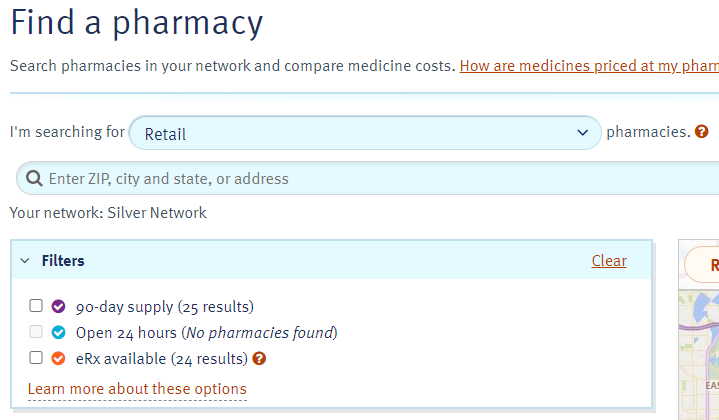 Find a pharmacy
Search pharmacies in your network and compare medicine costs. How are medicines priced at my pharm
I'm searching for Retail pharmacies. ?
Enter ZIP, city and state, or address
Your network: Silver Network
Filters Clear
90-day supply (25 results)
Open 24 hours (No pharmacies found)
eRx available (24 results) ?
Learn more about these options
R
EAS